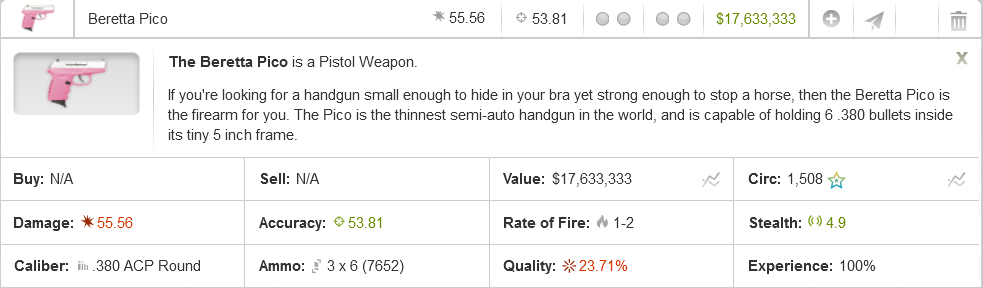 Beretta Pico 55.56 53.81 $17,633,333
The Beretta Pico is a Pistol Weapon. X
If you're looking for a handgun small enough to hide in your bra yet strong enough to stop a horse, then the Beretta Pico is
the firearm for you. The Pico is the thinnest semi-auto handgun in the world, and is capable of holding 6 .380 bullets inside
its tiny 5 inch frame.
Buy: N/A Sell: N/A Value: $17,633,333 Circ: 1,508
Damage: 55.56 Accuracy: 53.81 Rate of Fire: 1-2 Stealth: 4.9
Caliber: .380 ACP Round Ammo: 3 x 6 (7652) Quality: 23.71% Experience: 100%